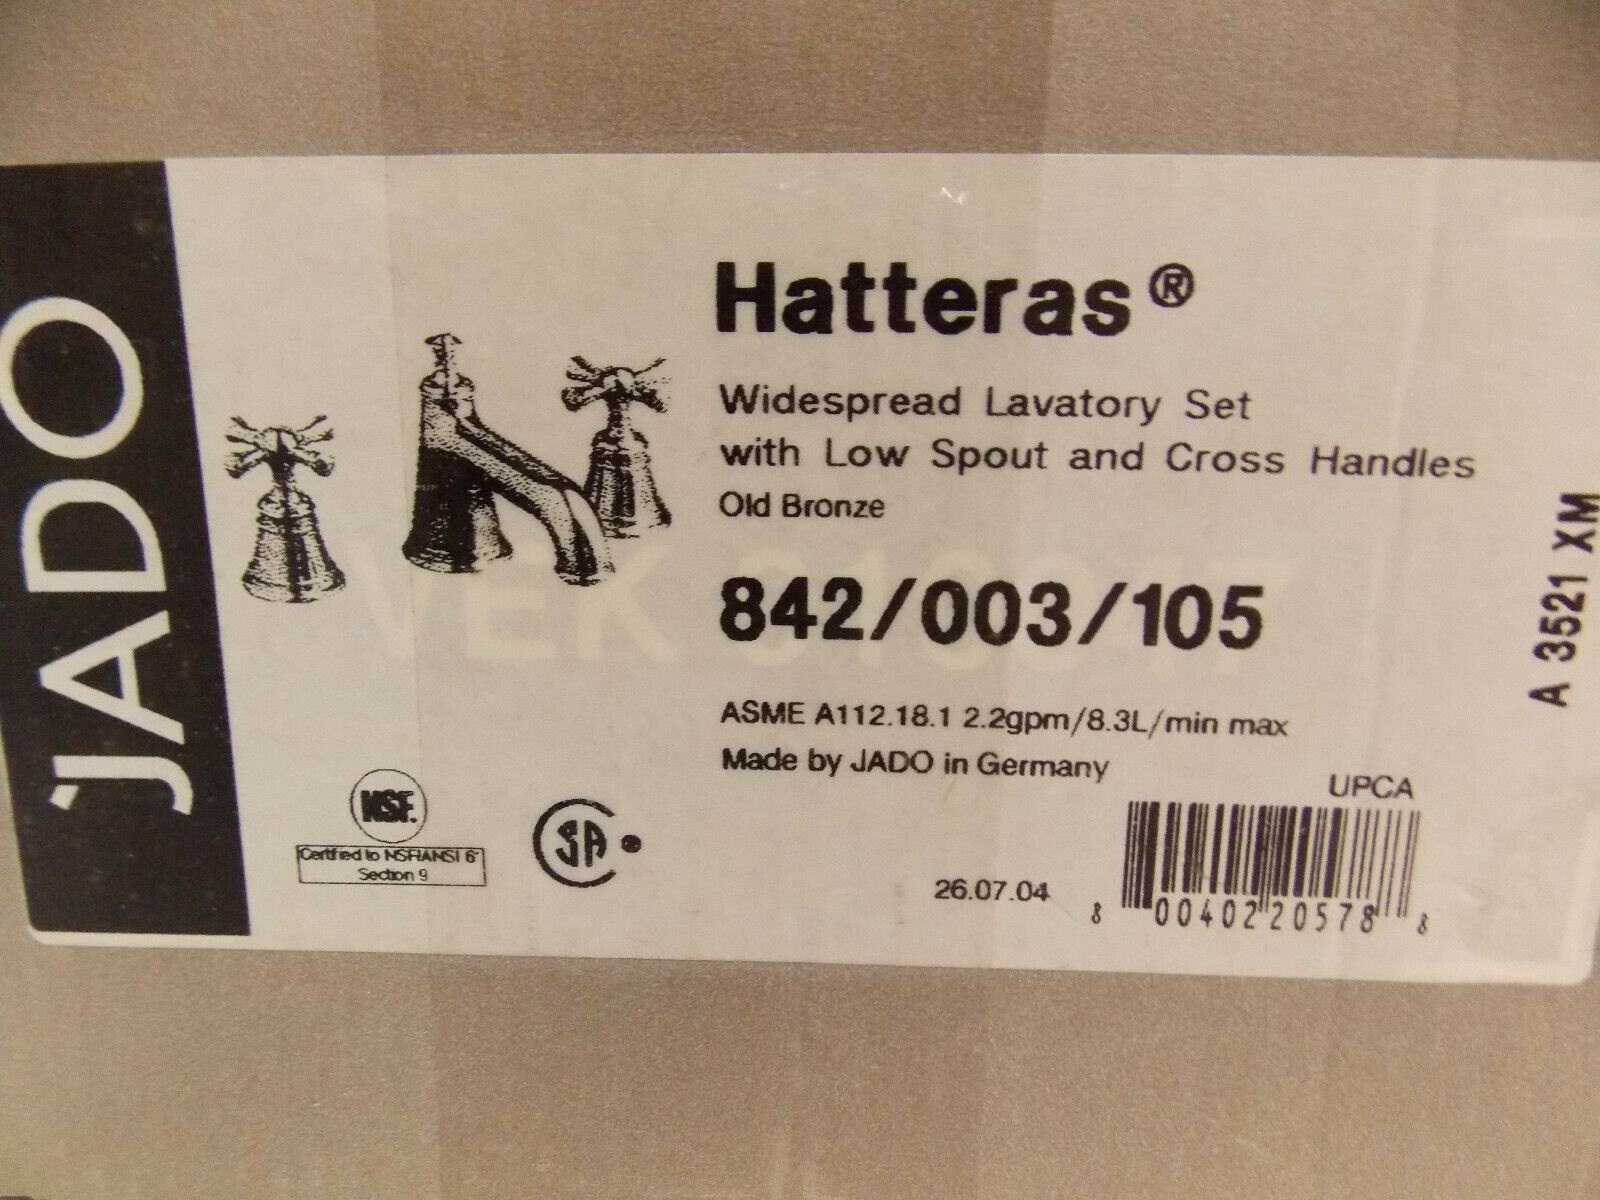 JADO
Hatteras®
Widespread Lavatory Set
with Low Spout and Cross Handles
Old Bronze
842/003/105
ASME A112.18.1 2.2gpm/8.3L/min max
Made by JADO in Germany
UPCA
NSF.
Certified to NSF/ANSI 61
Section 9
SA
26.07.04
8 00402 20578 8
A 3521 XM